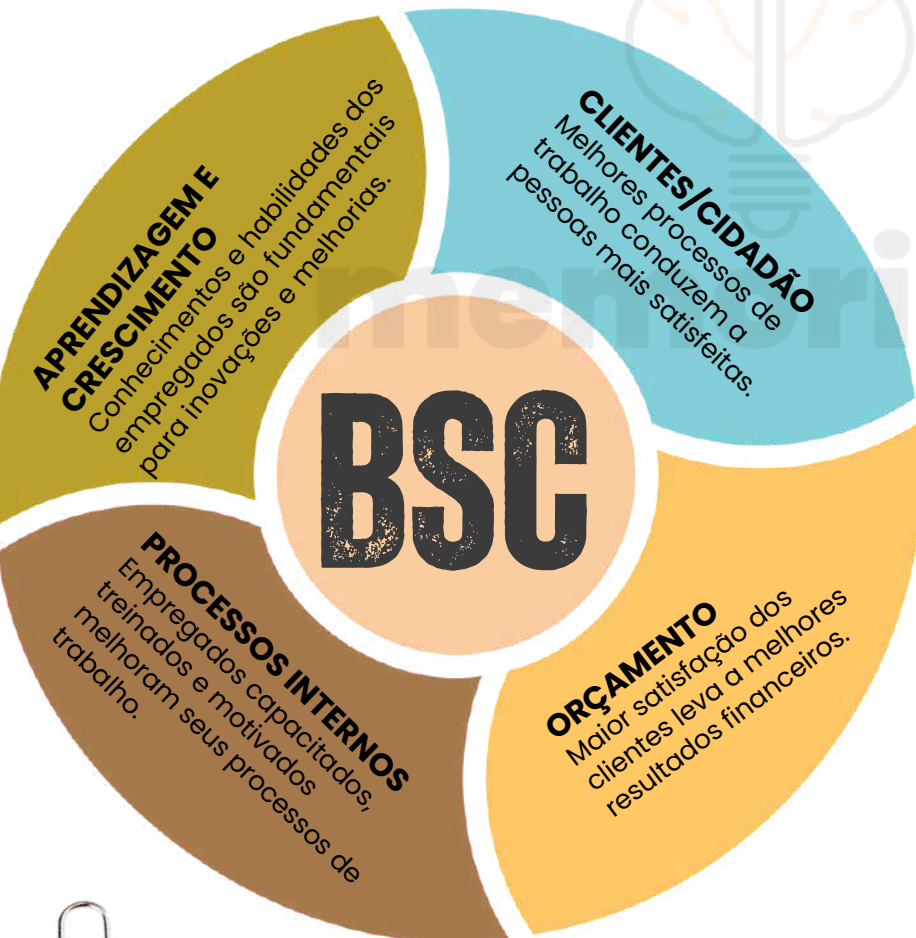 APRENDIZAGEM E
CRESCIMENTO
Conhecimentos e habilidades dos
empregados são fundamentais
para inovações e melhorias.
CLIENTES/CIDADÃO
Melhores processos de
trabalho conduzem a
pessoas mais satisfeitas.
memori
BSC
PROCESSOS INTERNOS
Empregados capacitados,
treinados e motivados
melhoram seus processos de
trabalho.
ORÇAMENTO
Maior satisfação dos
clientes leva a melhores
resultados financeiros.